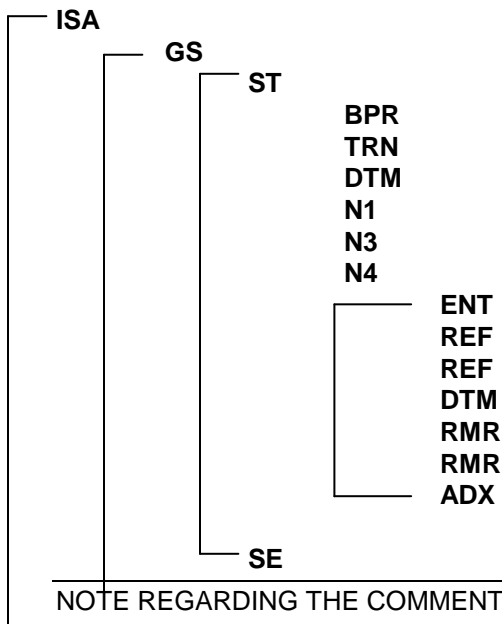 ISA
GS
ST
BPR
TRN
DTM
N1
N3
N4
ENT
REF
REF
DTM
RMR
RMR
ADX
SE
NOTE REGARDING THE COMMENT